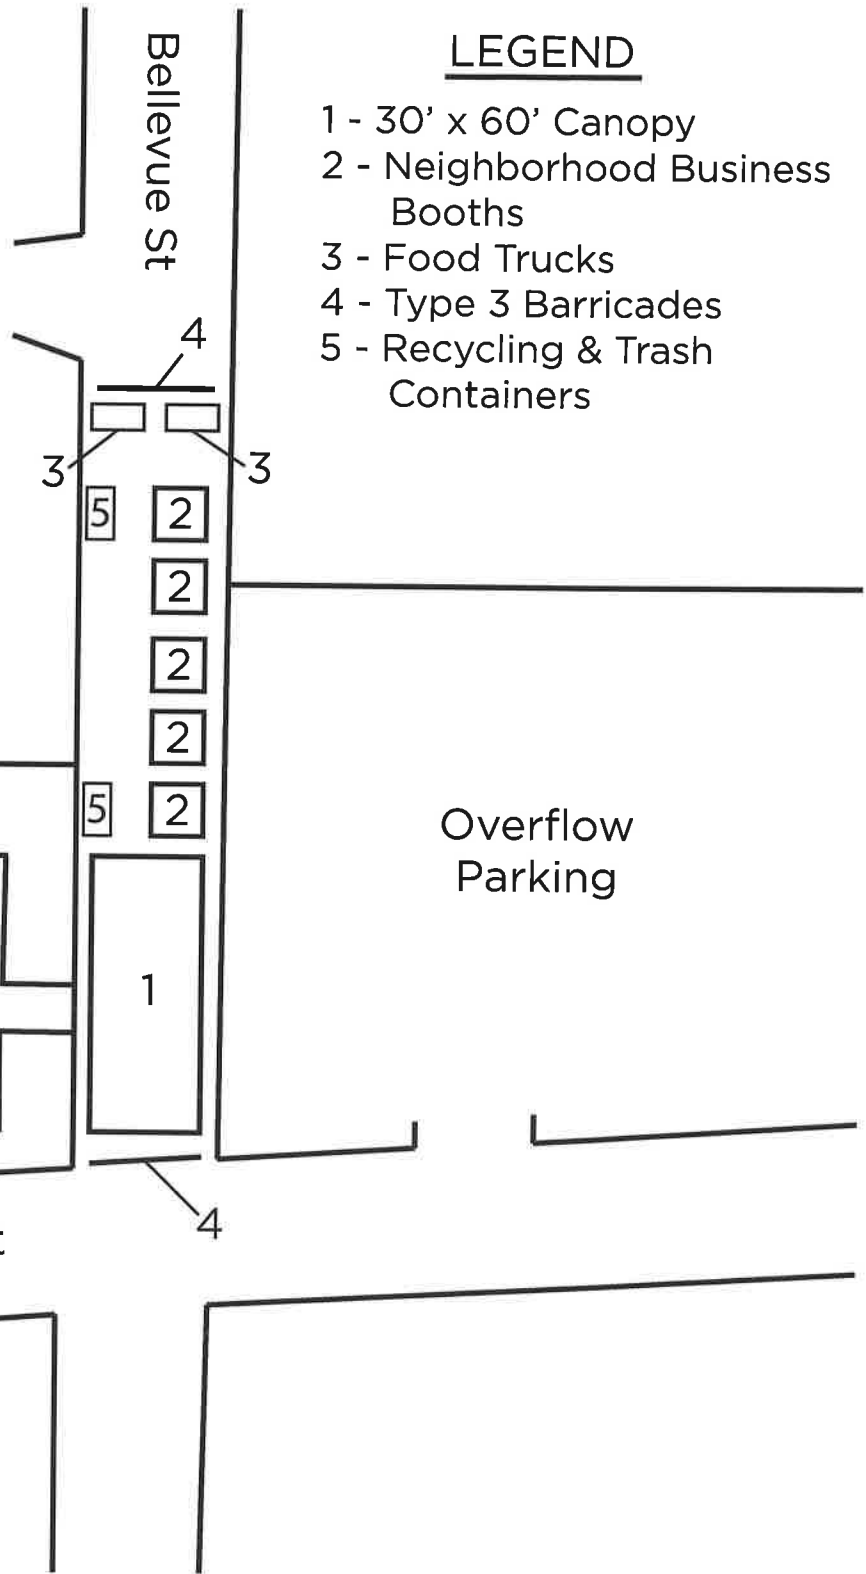 Bellevue St
LEGEND
1 - 30' x 60' Canopy
2 - Neighborhood Business
Booths
3 - Food Trucks
4 - Type 3 Barricades
5 - Recycling & Trash
Containers
4
3
3
5
2
2
2
2
5
2
Overflow
Parking
1
4